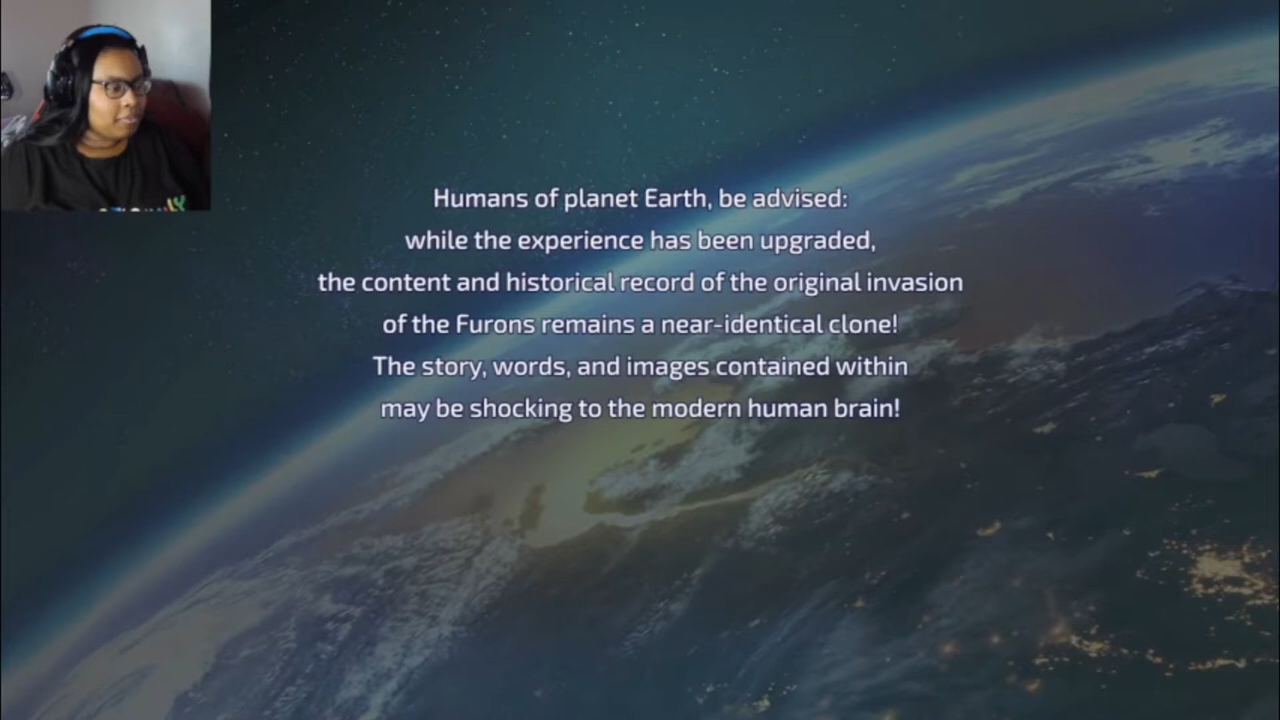 Humans of planet Earth, be advised:
while the experience has been upgraded,
the content and historical record of the original invasion
of the Furons remains a near-identical clone!
The story, words, and images contained within
may be shocking to the modern human brain!